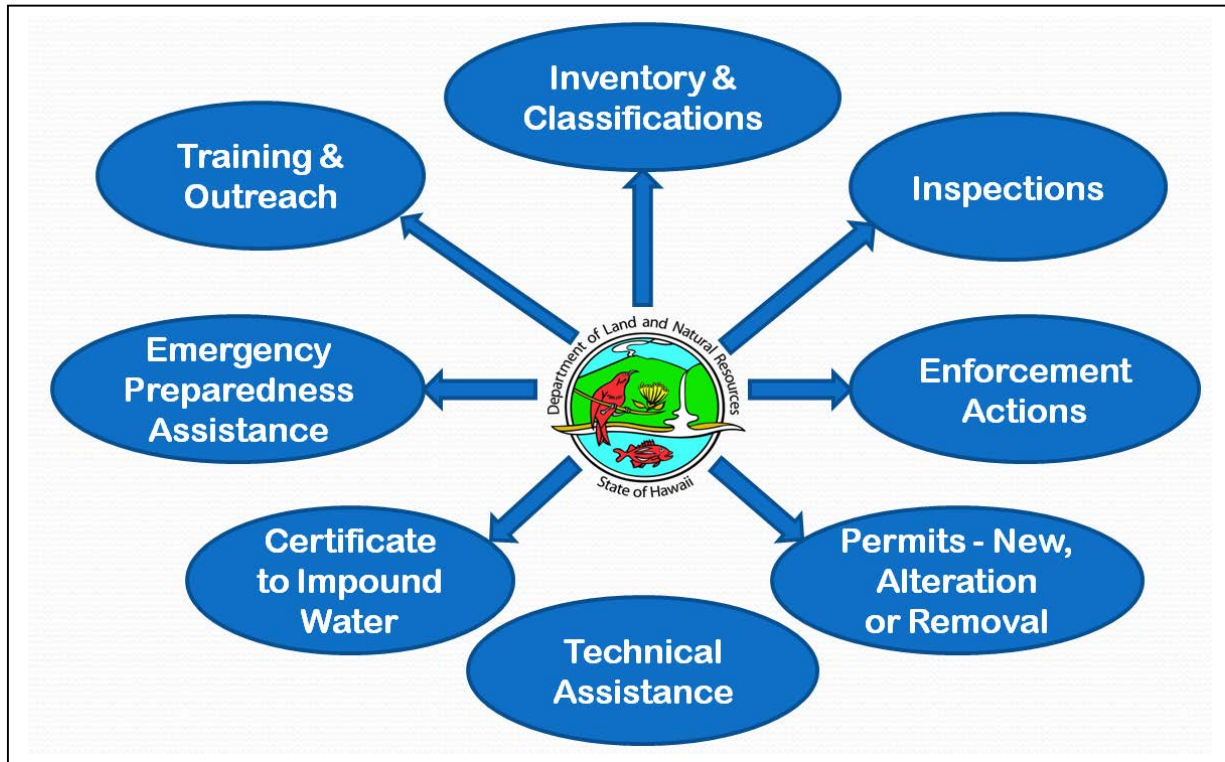 Inventory &
Classifications
Training &
Outreach
Inspections
Emergency
Preparedness
Assistance
Department of Land and Natural Resources
State of Hawaii
Enforcement
Actions
Certificate
to Impound
Water
Permits - New,
Alteration
or Removal
Technical
Assistance